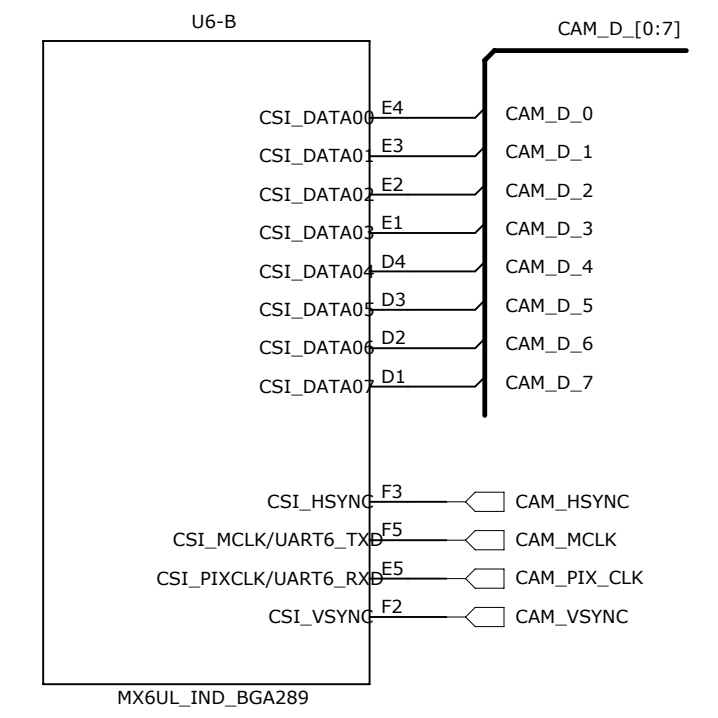 U6-B
CAM_D_[0:7]
CSI_DATA00 E4 CAM_D_0
CSI_DATA01 E3 CAM_D_1
CSI_DATA02 E2 CAM_D_2
CSI_DATA03 E1 CAM_D_3
CSI_DATA04 D4 CAM_D_4
CSI_DATA05 D3 CAM_D_5
CSI_DATA06 D2 CAM_D_6
CSI_DATA07 D1 CAM_D_7
CSI_HSYNC F3 CAM_HSYNC
CSI_MCLK/UART6_TXD F5 CAM_MCLK
CSI_PIXCLK/UART6_RXD E5 CAM_PIX_CLK
CSI_VSYNC F2 CAM_VSYNC
MX6UL_IND_BGA289